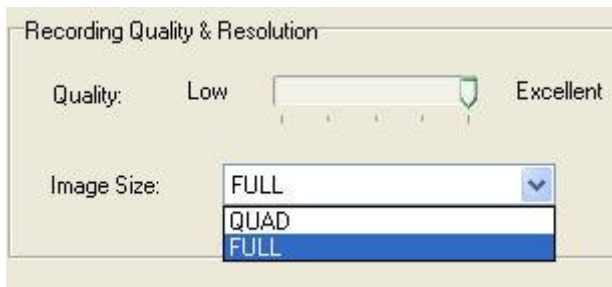 Recording Quality & Resolution
Quality: Low Excellent
Image Size: FULL
QUAD
FULL